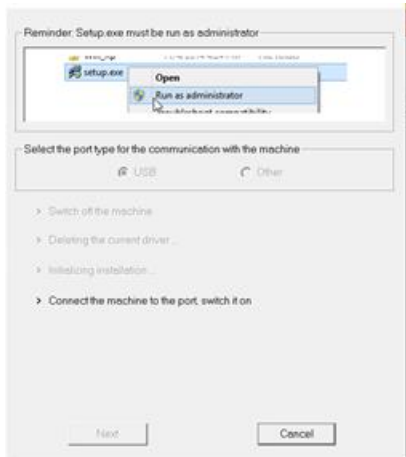 Reminder: Setup.exe must be run as administrator
setup.exe
Open
Run as administrator
Troubleshoot compatibility
Select the port type for the communication with the machine
USB
Other
> Switch off the machine
> Deleting the current driver...
> Initializing installation...
> Connect the machine to the port, switch it on
Next
Cancel